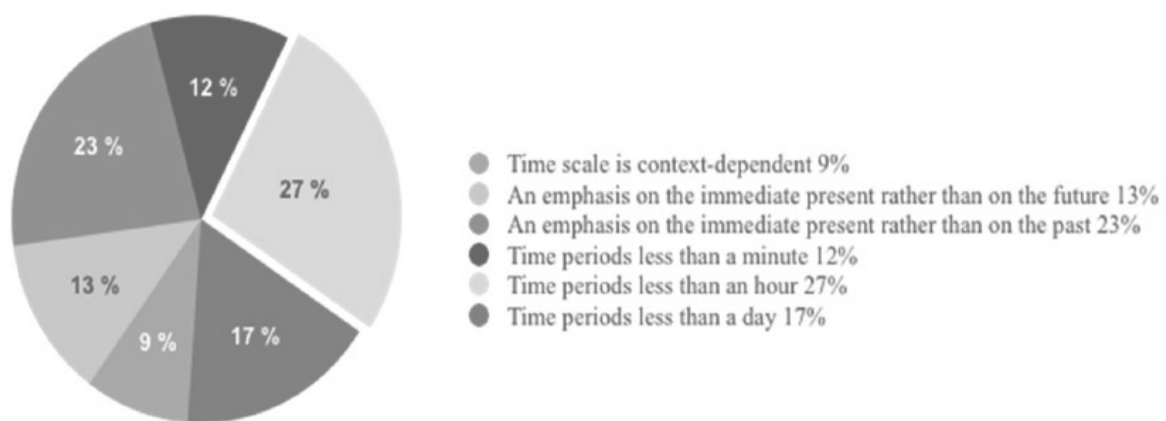 12 %
23 %
27 %
13 %
9 %
17 %
Time scale is context-dependent 9%
An emphasis on the immediate present rather than on the future 13%
An emphasis on the immediate present rather than on the past 23%
Time periods less than a minute 12%
Time periods less than an hour 27%
Time periods less than a day 17%